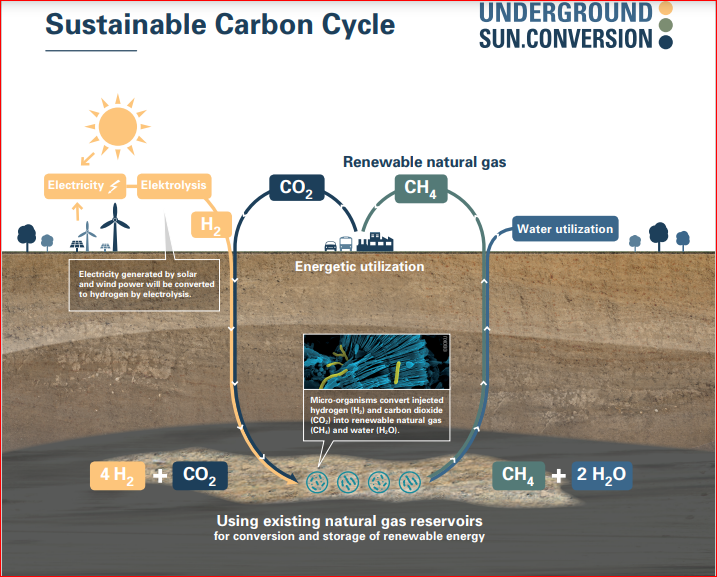 Sustainable Carbon Cycle
UNDERGROUND
SUN.CONVERSION
Renewable natural gas
Electricity
Elektrolysis
CO₂
CH₄
H₂
Water utilization
Energetic utilization
Electricity generated by solar
and wind power will be converted
to hydrogen by electrolysis.
Micro-organisms convert injected
hydrogen (H₂) and carbon dioxide
(CO₂) into renewable natural gas
(CH₄) and water (H₂O).
4 H₂ + CO₂
CH₄ + 2 H₂O
Using existing natural gas reservoirs
for conversion and storage of renewable energy